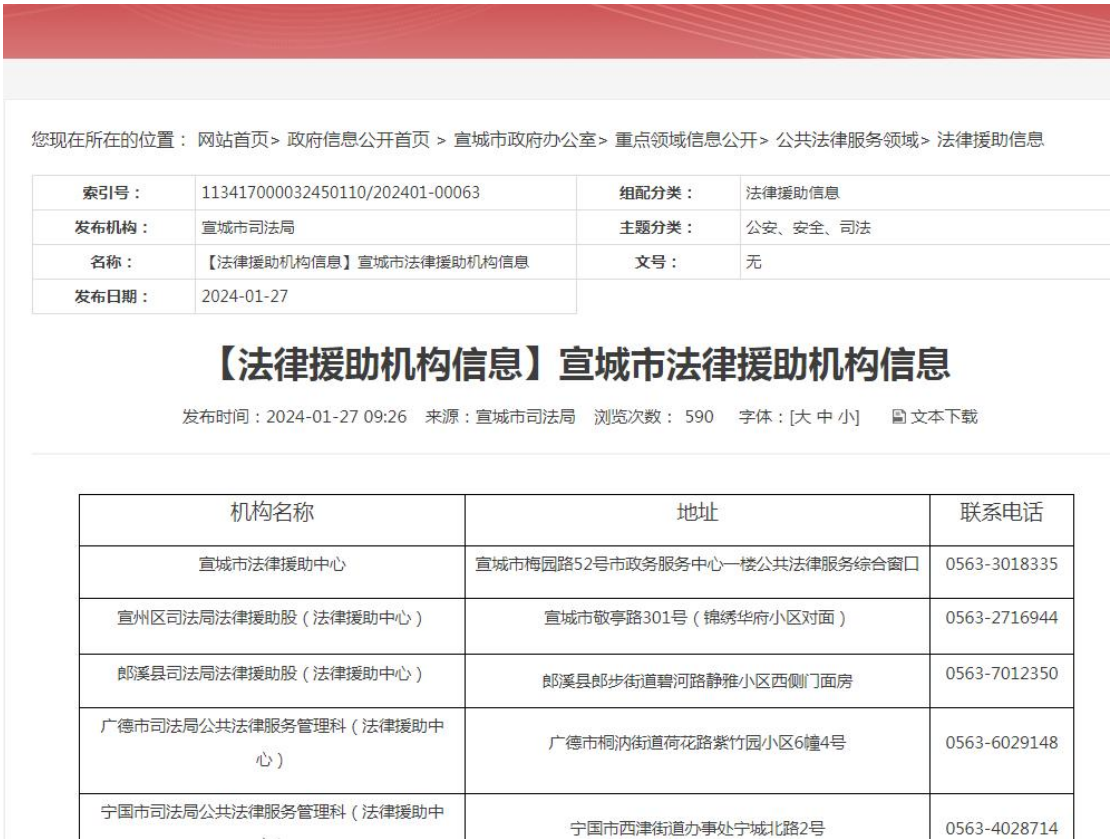 您现在所在的位置： 网站首页> 政府信息公开首页 > 宣城市政府办公室> 重点领域信息公开> 公共法律服务领域> 法律援助信息
索引号： 113417000032450110/202401-00063 组配分类： 法律援助信息
发布机构： 宣城市司法局 主题分类： 公安、安全、司法
名称： 【法律援助机构信息】宣城市法律援助机构信息 文号： 无
发布日期： 2024-01-27
【法律援助机构信息】宣城市法律援助机构信息
发布时间：2024-01-27 09:26 来源：宣城市司法局 浏览次数： 590 字体：[大 中 小] 文本下载
机构名称 地址 联系电话
宣城市法律援助中心 宣城市梅园路52号市政务服务中心一楼公共法律服务综合窗口 0563-3018335
宣州区司法局法律援助股（法律援助中心） 宣城市敬亭路301号（锦绣华府小区对面） 0563-2716944
郎溪县司法局法律援助股（法律援助中心） 郎溪县郎步街道碧河路静雅小区西侧门面房 0563-7012350
广德市司法局公共法律服务管理科（法律援助中
心） 广德市桐汭街道荷花路紫竹园小区6幢4号 0563-6029148
宁国市司法局公共法律服务管理科（法律援助中
宁国市西津街道办事处宁城北路2号 0563-4028714